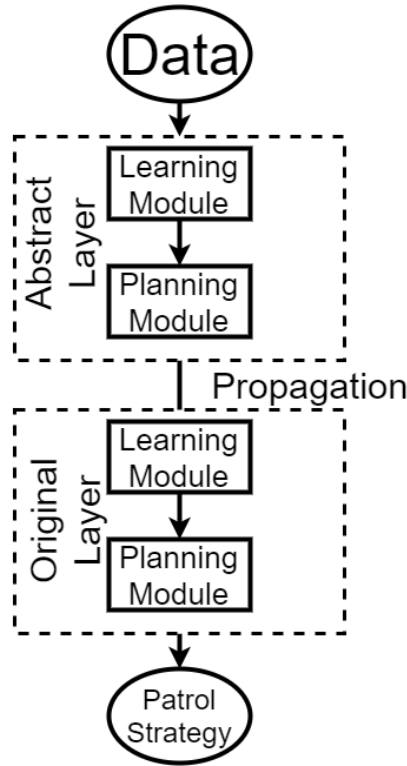 Data
Abstract
Layer
Learning
Module
Planning
Module
Propagation
Original
Layer
Learning
Module
Planning
Module
Patrol
Strategy